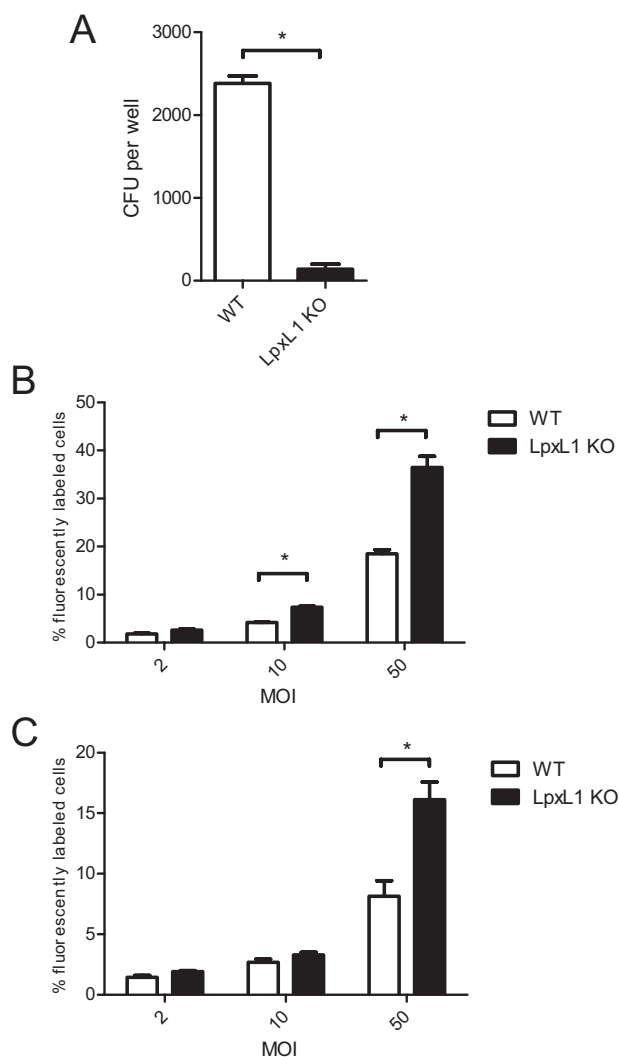 A
3000
*
2000
CFU per well
1000
0
WT
LpxL1 KO
B
50
WT
*
LpxL1 KO
40
30
% fluorescently labeled cells
20
*
10
0
2
10
50
MOI
C
20
*
WT
LpxL1 KO
15
% fluorescently labeled cells
10
5
0
2
10
50
MOI